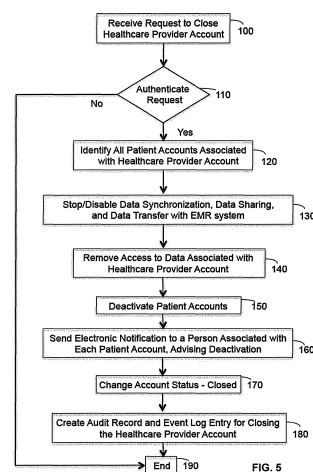 Receive Request to Close
Healthcare Provider Account
100
Authenticate
Request
110
No
Yes
Identify All Patient Accounts Associated
with Healthcare Provider Account
120
Stop/Disable Data Synchronization, Data Sharing,
and Data Transfer with EMR system
130
Remove Access to Data Associated with
Healthcare Provider Account
140
Deactivate Patient Accounts
150
Send Electronic Notification to a Person Associated with
Each Patient Account, Advising Deactivation
160
Change Account Status - Closed
170
Create Audit Record and Event Log Entry for Closing
the Healthcare Provider Account
180
End
190
FIG. 5